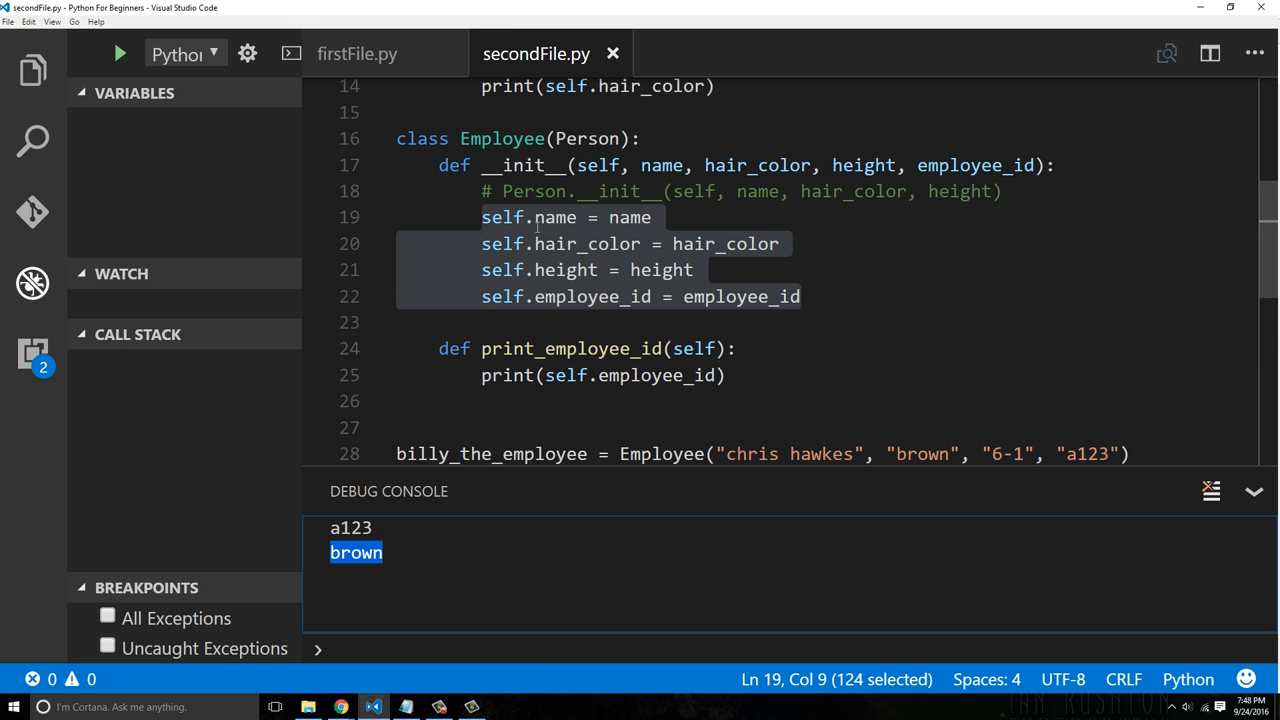 secondFile.py - Python For Beginners - Visual Studio Code
File Edit View Go Help
Python
firstFile.py
secondFile.py
VARIABLES
WATCH
CALL STACK
2
BREAKPOINTS
All Exceptions
Uncaught Exceptions
14 print(self.hair_color)
15
16 class Employee(Person):
17 def __init__(self, name, hair_color, height, employee_id):
18 # Person.__init__(self, name, hair_color, height)
19 self.name = name
20 self.hair_color = hair_color
21 self.height = height
22 self.employee_id = employee_id
23
24 def print_employee_id(self):
25 print(self.employee_id)
26
27
28 billy_the_employee = Employee("chris hawkes", "brown", "6-1", "a123")
DEBUG CONSOLE
a123
brown
0 0
Ln 19, Col 9 (124 selected) Spaces: 4 UTF-8 CRLF Python
I'm Cortana. Ask me anything.
7:48 PM
9/24/2016